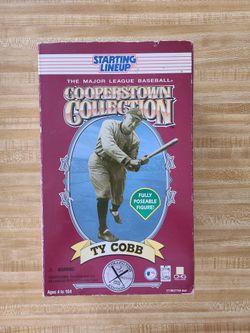 STARTING
LINEUP
THE MAJOR LEAGUE BASEBALL®
COOPERSTOWN
COLLECTION
FULLY
POSEABLE
FIGURE!
TY COBB
WARNING:
Ages 4 to 104